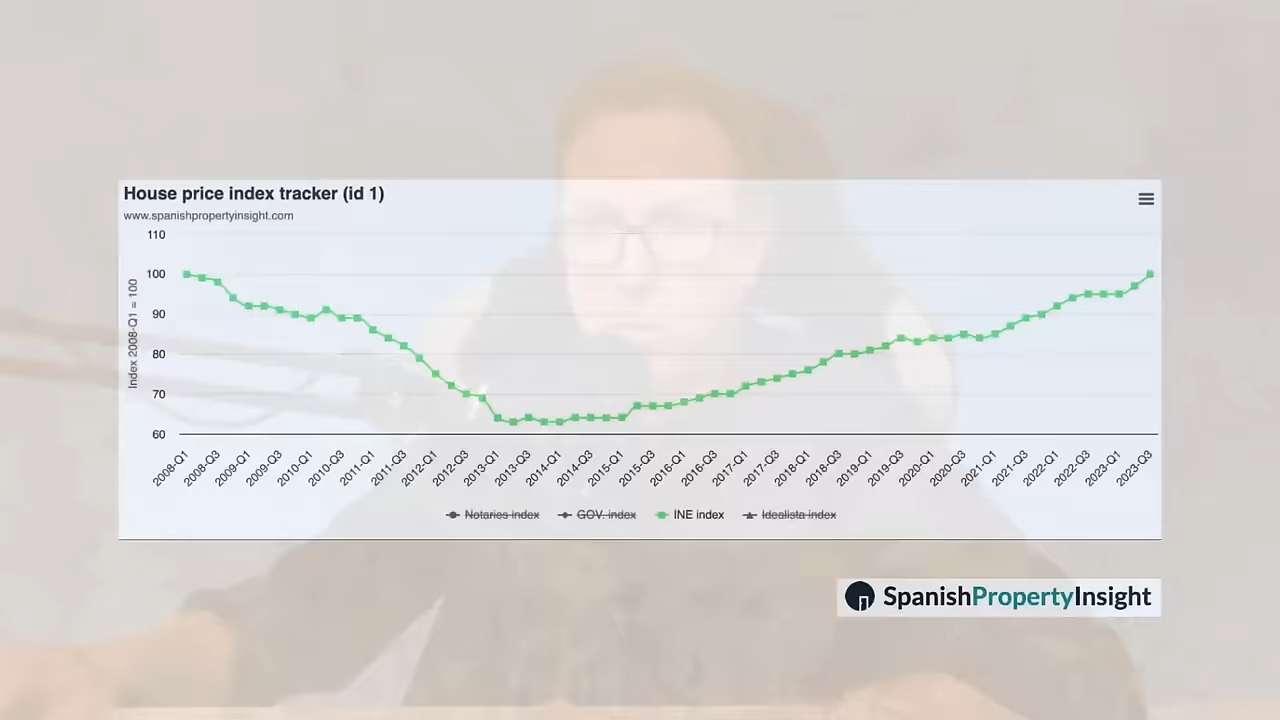 House price index tracker (id 1)
www.spanishpropertyinsight.com
Index 2008-Q1 = 100
110
100
90
80
70
60
2008-Q1
2008-Q3
2009-Q1
2009-Q3
2010-Q1
2010-Q3
2011-Q1
2011-Q3
2012-Q1
2012-Q3
2013-Q1
2013-Q3
2014-Q1
2014-Q3
2015-Q1
2015-Q3
2016-Q1
2016-Q3
2017-Q1
2017-Q3
2018-Q1
2018-Q3
2019-Q1
2019-Q3
2020-Q1
2020-Q3
2021-Q1
2021-Q3
2022-Q1
2022-Q3
2023-Q1
2023-Q3
Notaries index GOV. index INE index Idealista index
SpanishPropertyInsight